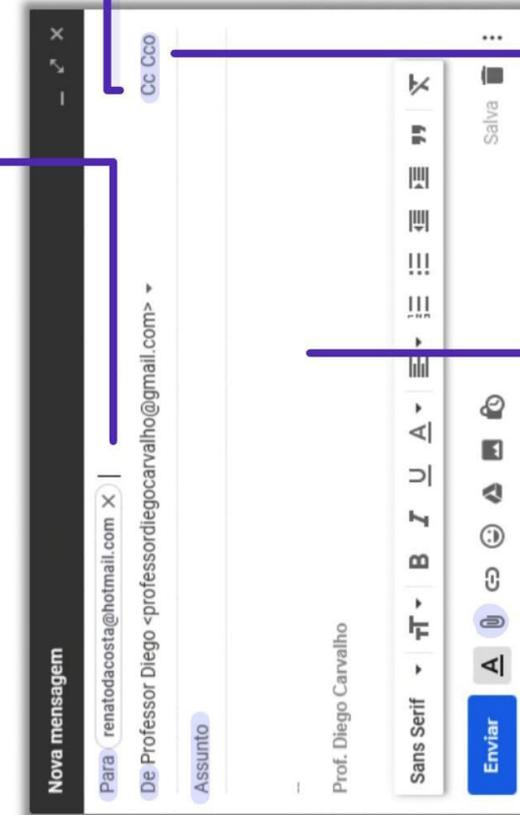 Nova mensagem
Para renatodacosta@hotmail.com
Cc Cco
De Professor Diego <professordiegocarvalho@gmail.com>
Assunto
--
Prof. Diego Carvalho
Sans Serif
Enviar
Salva